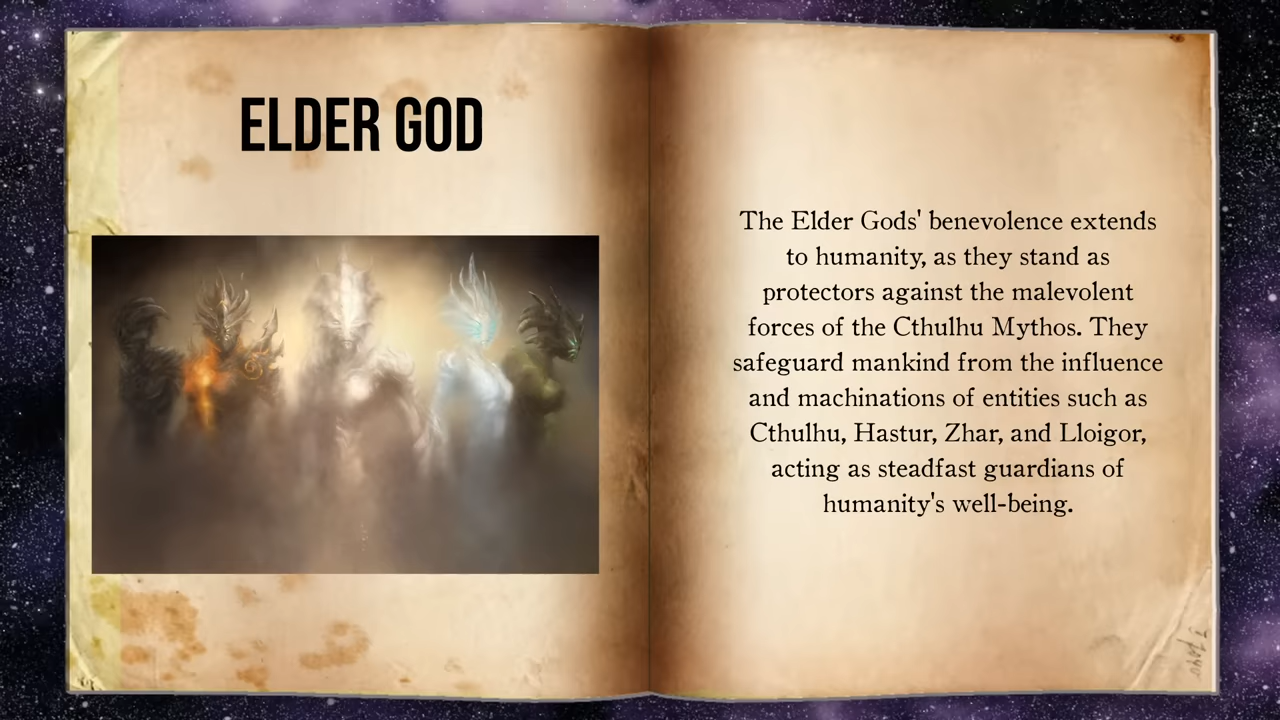 ELDER GOD
The Elder Gods' benevolence extends
to humanity, as they stand as
protectors against the malevolent
forces of the Cthulhu Mythos. They
safeguard mankind from the influence
and machinations of entities such as
Cthulhu, Hastur, Zhar, and Lloigor,
acting as steadfast guardians of
humanity's well-being.